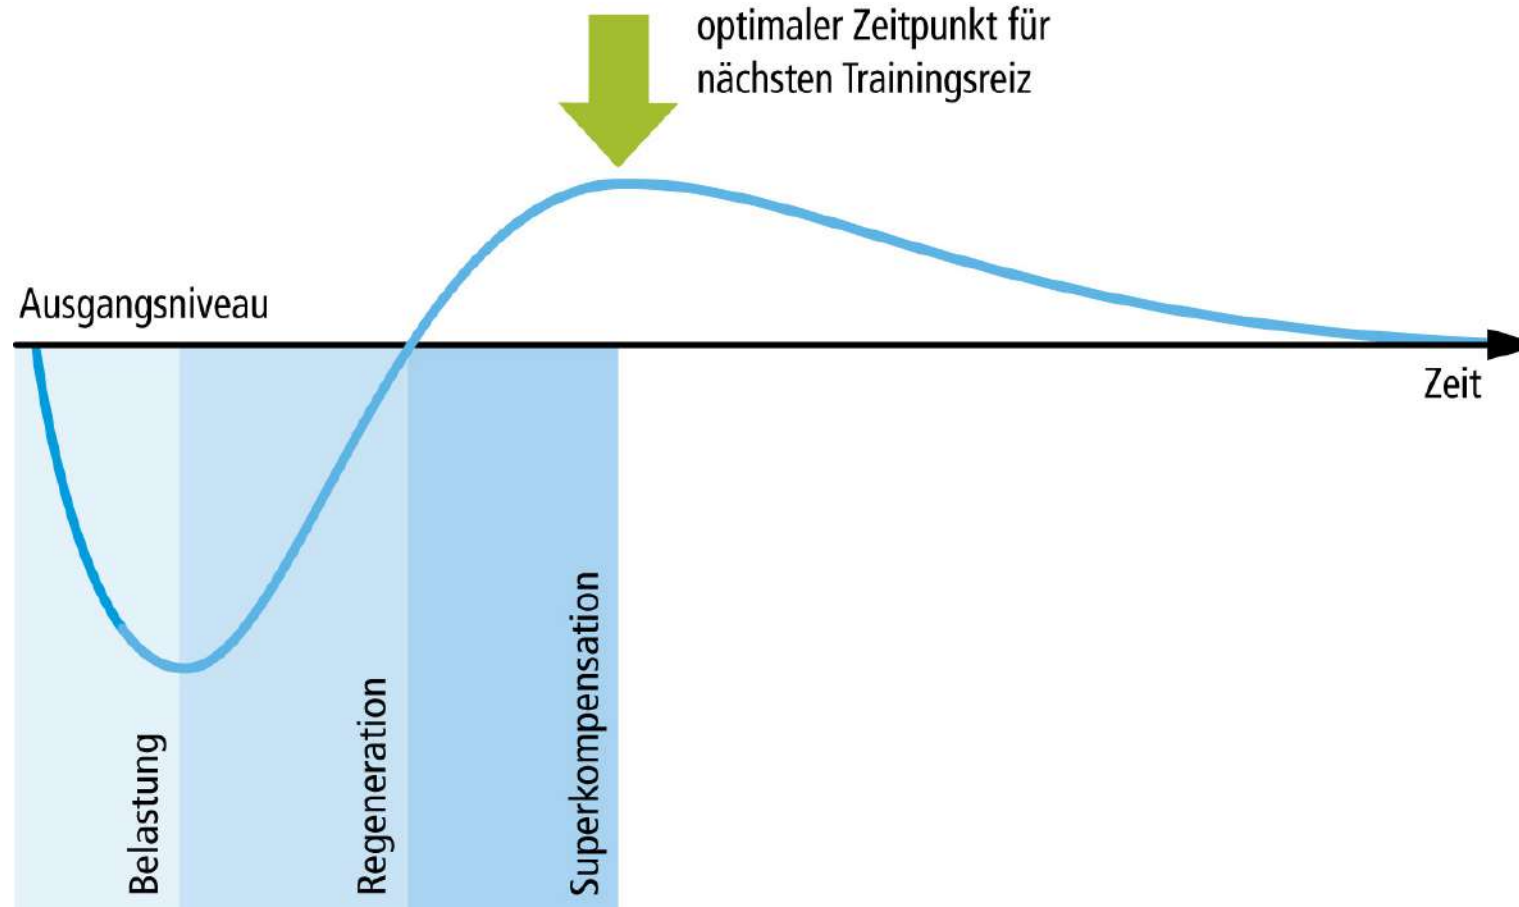 optimaler Zeitpunkt für
nächsten Trainingsreiz
Ausgangsniveau
Zeit
Belastung
Regeneration
Superkompensation